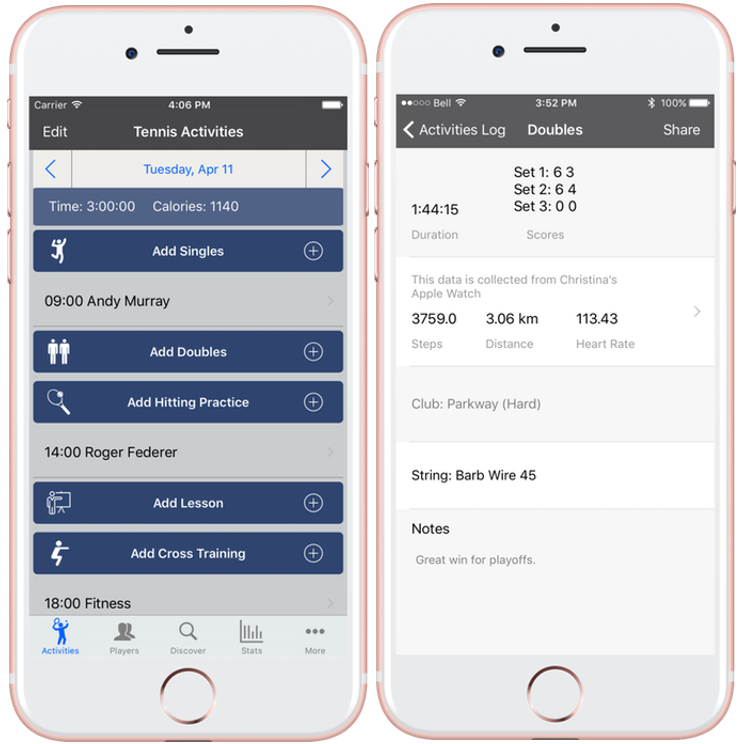 Carrier 4:06 PM
Edit Tennis Activities
Tuesday, Apr 11
Time: 3:00:00 Calories: 1140
Add Singles
09:00 Andy Murray
Add Doubles
Add Hitting Practice
14:00 Roger Federer
Add Lesson
Add Cross Training
18:00 Fitness
Activities Players Discover Stats More
Bell 3:52 PM 100%
Activities Log Doubles Share
Set 1: 6 3
Set 2: 6 4
1:44:15 Set 3: 0 0
Duration Scores
This data is collected from Christina's
Apple Watch
3759.0 3.06 km 113.43
Steps Distance Heart Rate
Club: Parkway (Hard)
String: Barb Wire 45
Notes
Great win for playoffs.